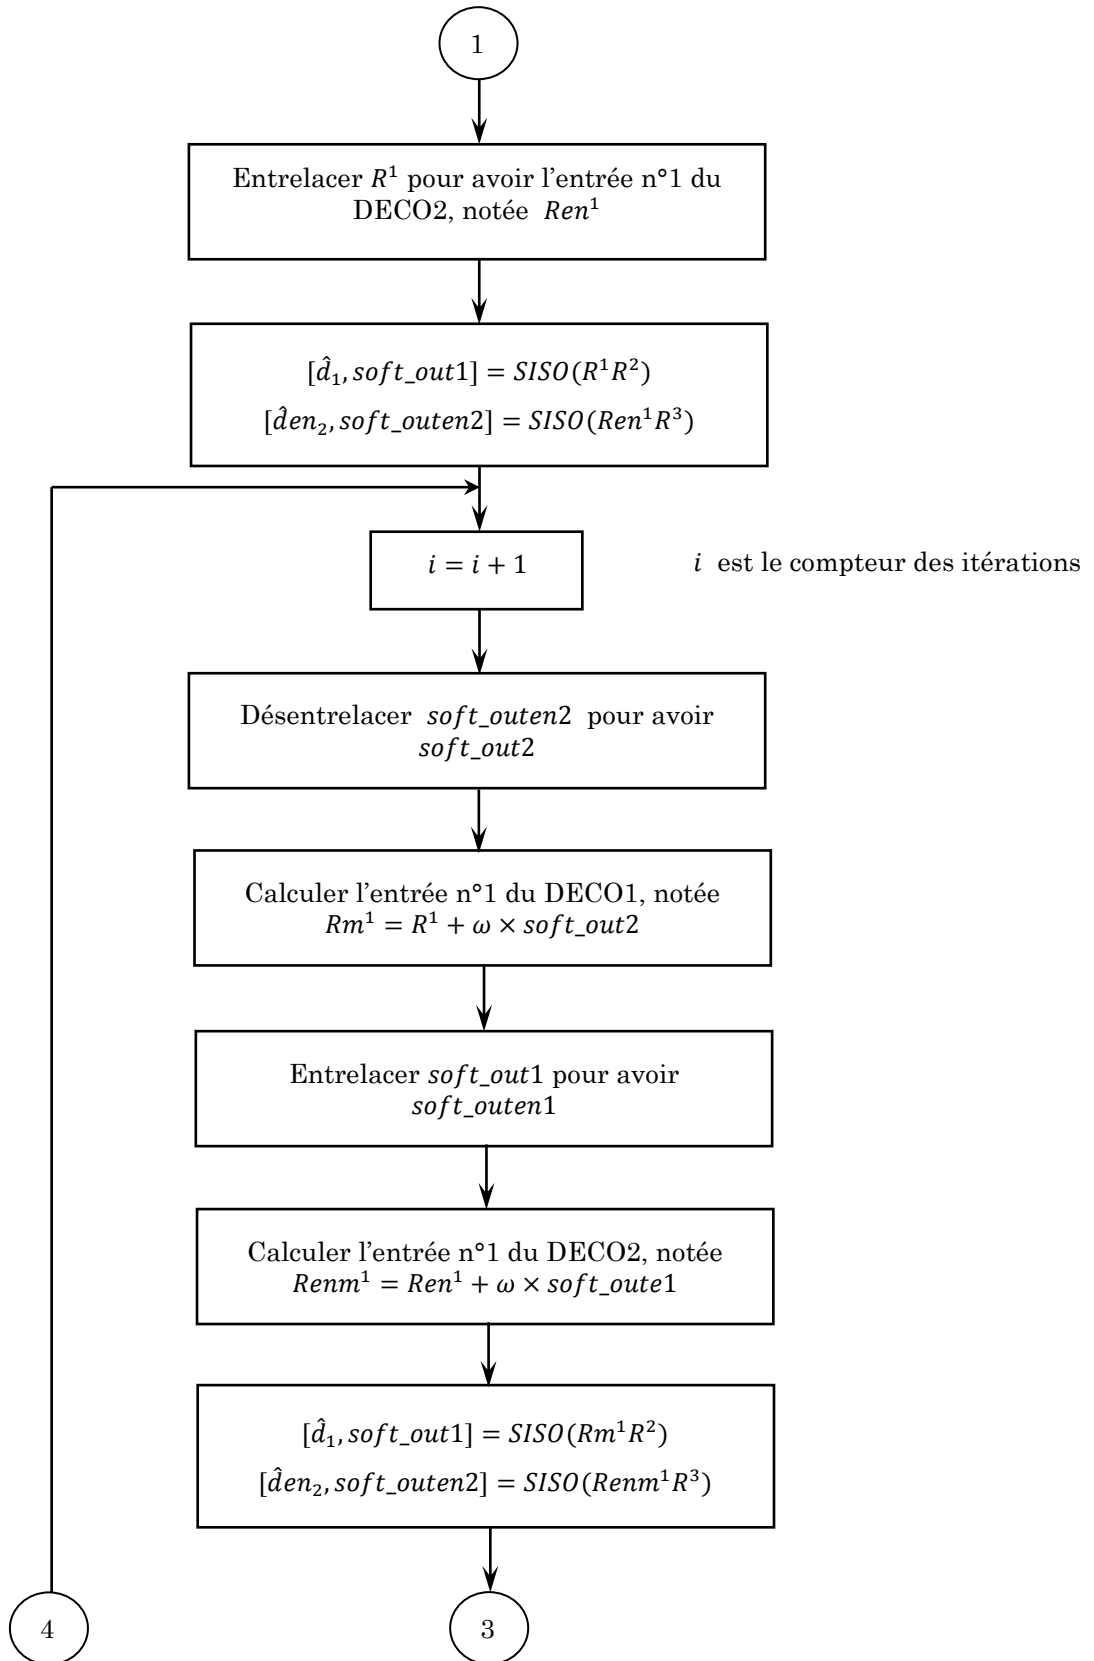 1
Entrelacer R¹ pour avoir l’entrée n°1 du
DECO2, notée Ren¹
[d̂₁, soft_out1] = SISO(R¹R²)
[d̂en₂, soft_outen2] = SISO(Ren¹R³)
i = i + 1
i est le compteur des itérations
Désentrelacer soft_outen2 pour avoir
soft_out2
Calculer l’entrée n°1 du DECO1, notée
Rm¹ = R¹ + ω × soft_out2
Entrelacer soft_out1 pour avoir
soft_outen1
Calculer l’entrée n°1 du DECO2, notée
Renm¹ = Ren¹ + ω × soft_oute1
[d̂₁, soft_out1] = SISO(Rm¹R²)
[d̂en₂, soft_outen2] = SISO(Renm¹R³)
4
3